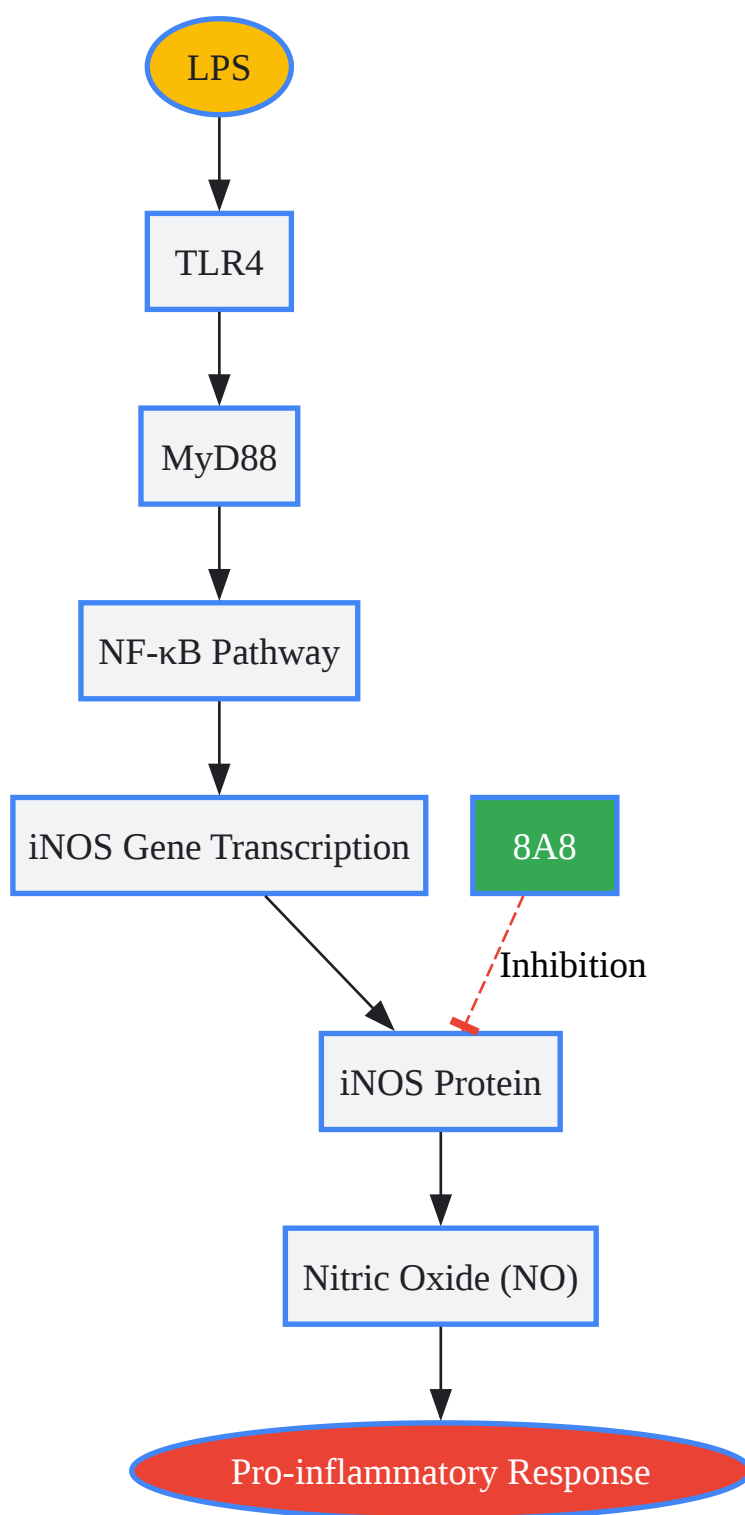 LPS
TLR4
MyD88
NF-κB Pathway
iNOS Gene Transcription
8A8
Inhibition
iNOS Protein
Nitric Oxide (NO)
Pro-inflammatory Response